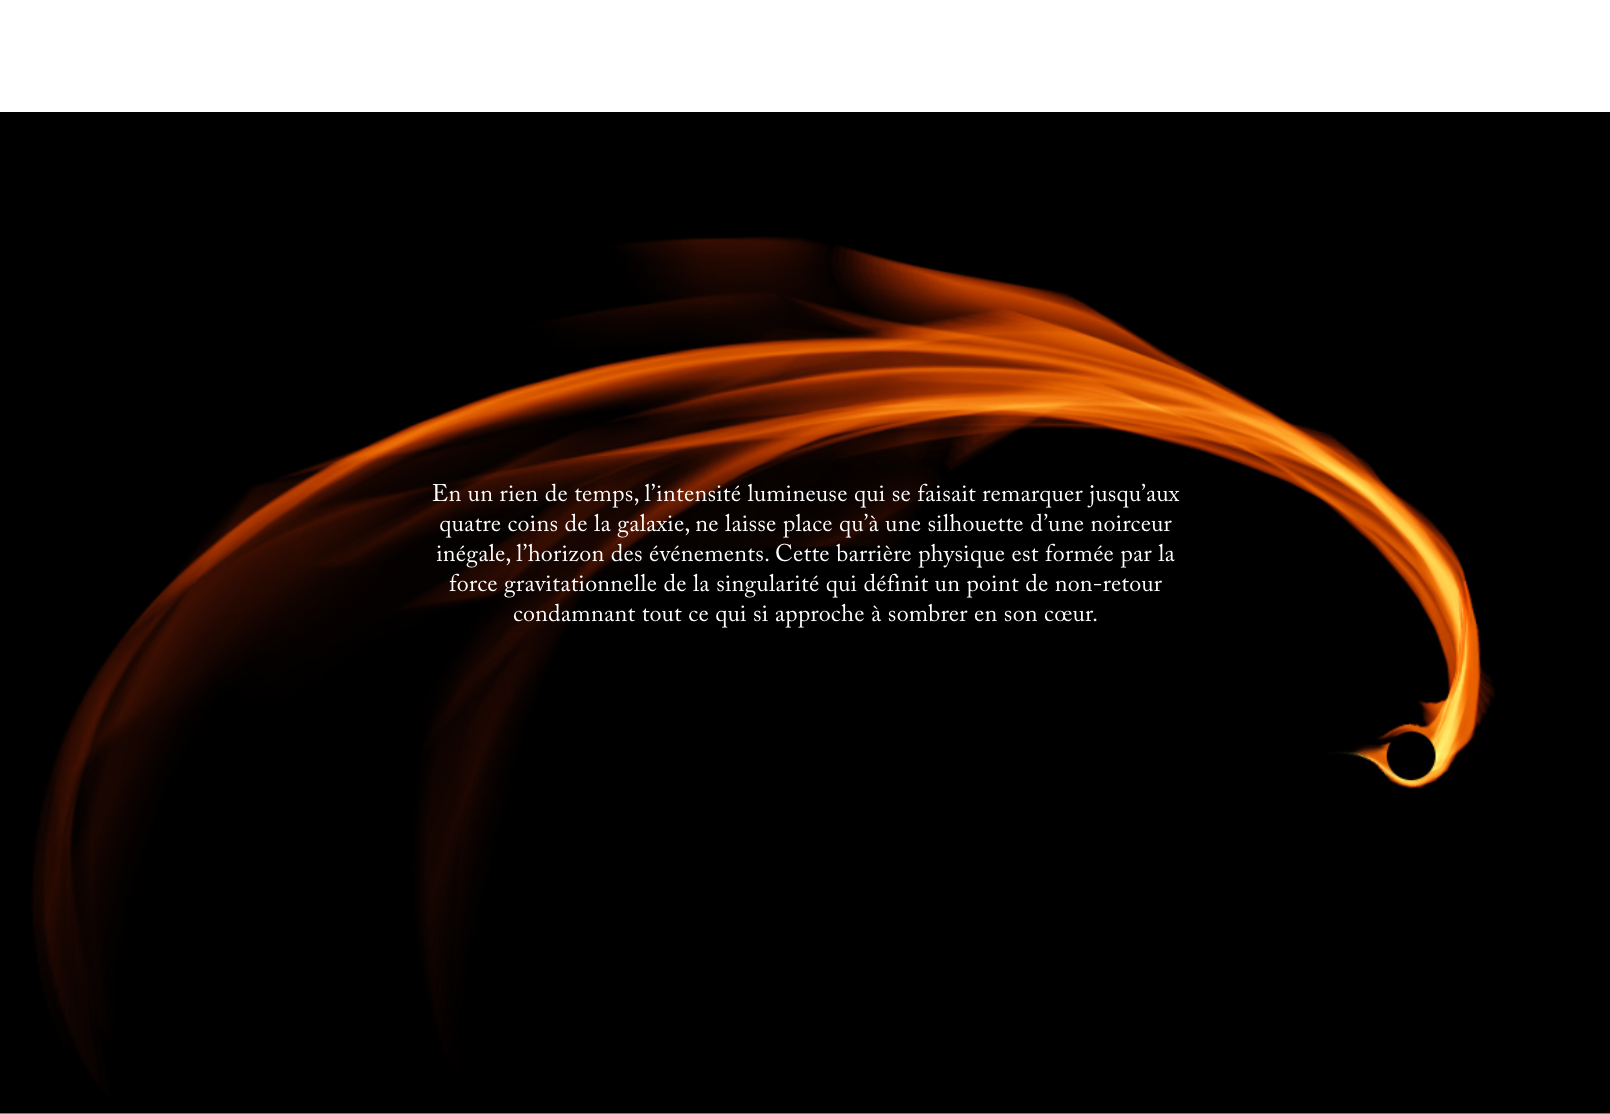 En un rien de temps, l’intensité lumineuse qui se faisait remarquer jusqu’aux
quatre coins de la galaxie, ne laisse place qu’à une silhouette d’une noirceur
inégale, l’horizon des événements. Cette barrière physique est formée par la
force gravitationnelle de la singularité qui définit un point de non-retour
condamnant tout ce qui si approche à sombrer en son cœur.